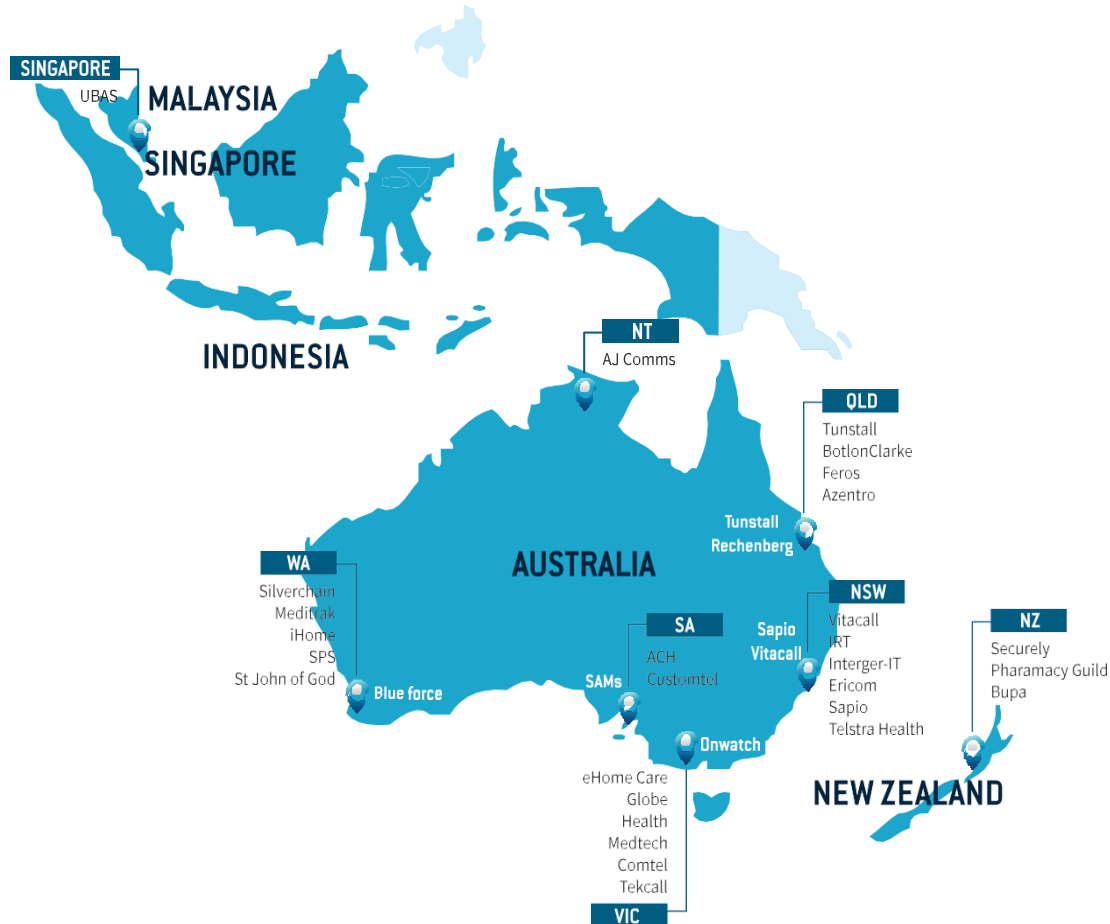 SINGAPORE
UBAS
MALAYSIA
SINGAPORE
INDONESIA
NT
AJ Comms
QLD
Tunstall
BotlonClarke
Feros
Azentro
Tunstall
Rechenberg
AUSTRALIA
WA
Silverchain
Meditrak
iHome
SPS
St John of God
Blue force
SA
ACH
Customtel
SAMs
Sapio
Vitacall
NSW
Vitacall
IRT
Interger-IT
Ericom
Sapio
Telstra Health
NZ
Securely
Pharamacy Guild
Bupa
Onwatch
NEW ZEALAND
eHome Care
Globe
Health
Medtech
Comtel
Tekcall
VIC